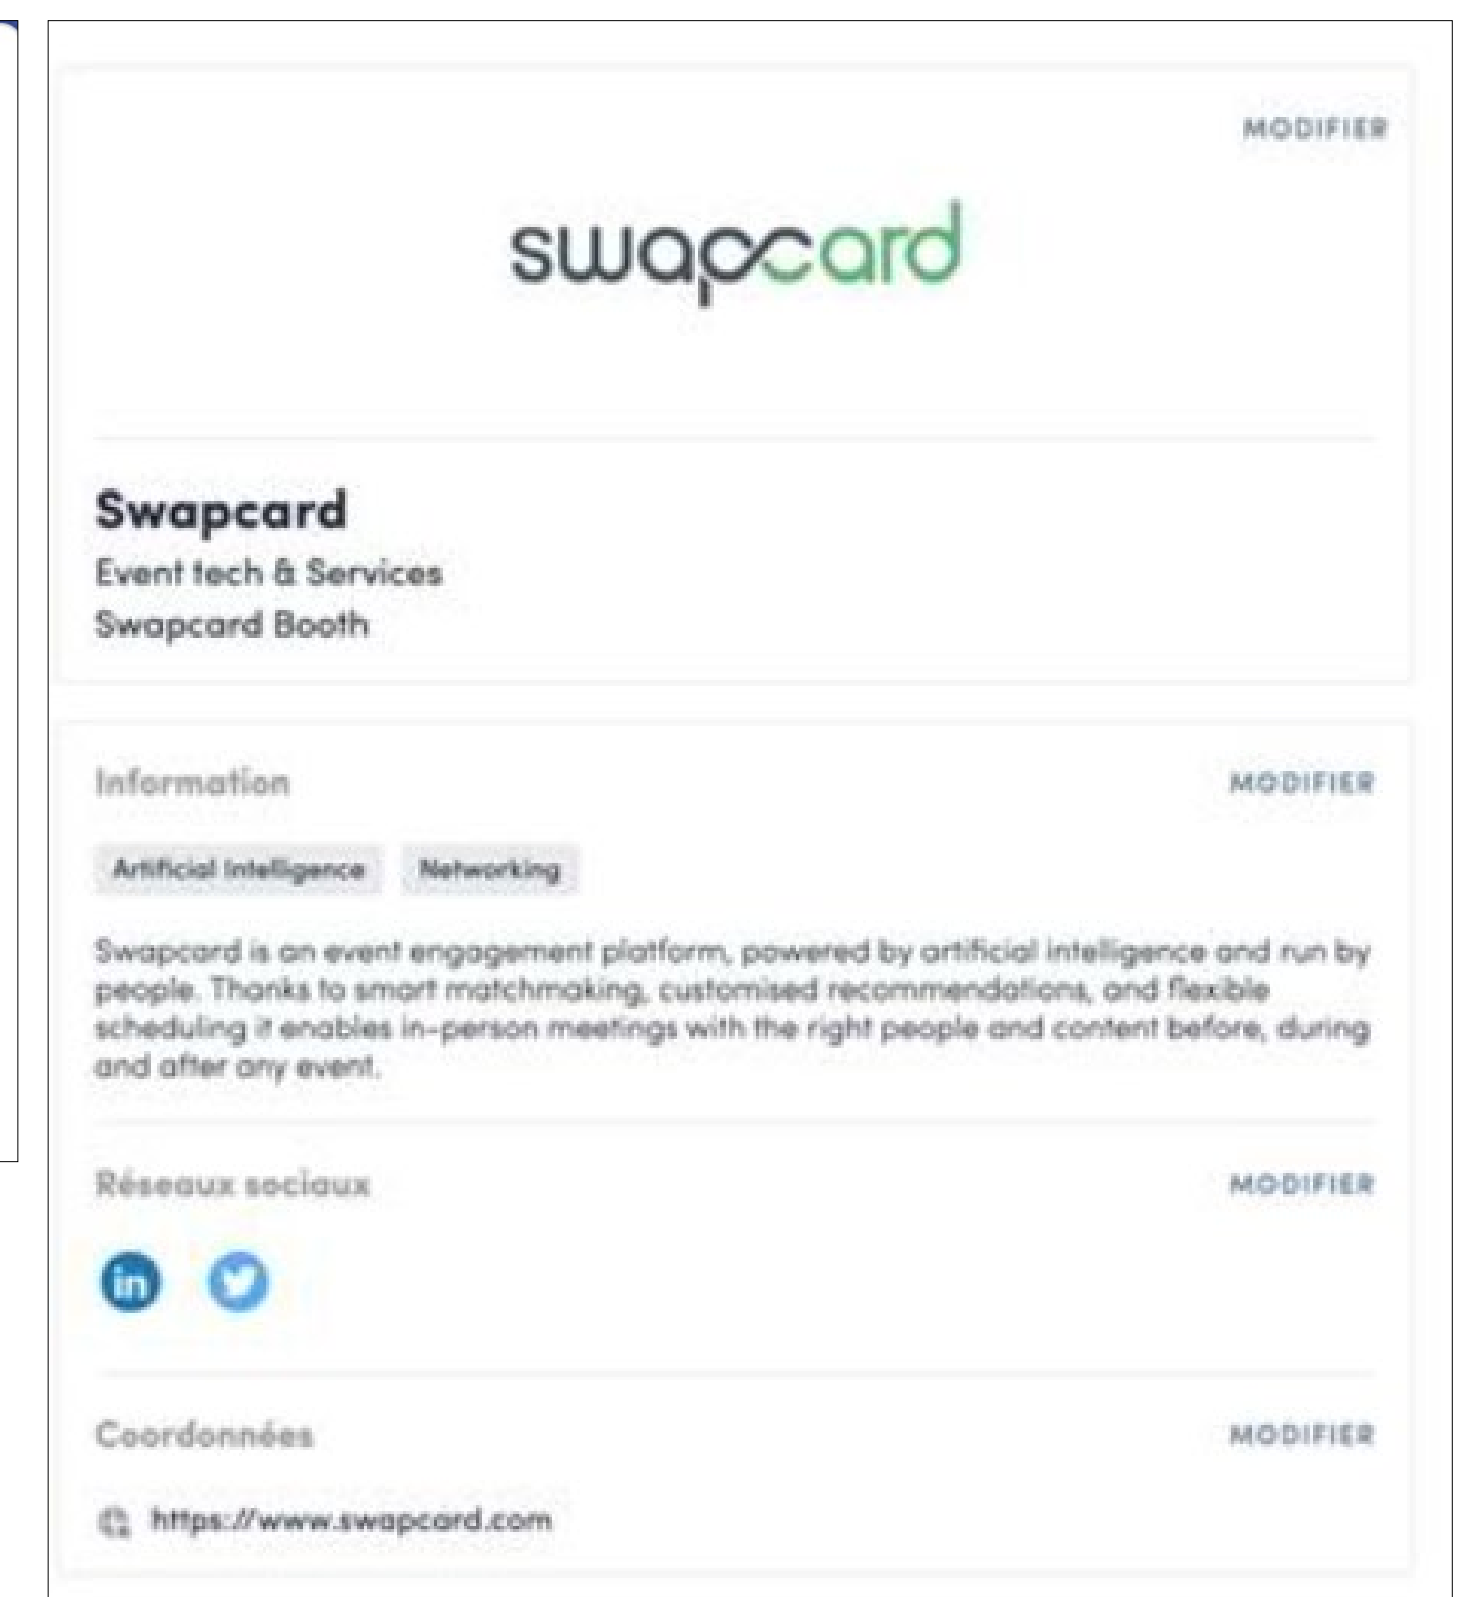 MODIFIER
swapcard
Swapcard
Event tech & Services
Swapcard Booth
Information
MODIFIER
Artificial Intelligence
Networking
Swapcard is an event engagement platform, powered by artificial intelligence and run by
people. Thanks to smart matchmaking, customised recommendations, and flexible
scheduling it enables in-person meetings with the right people and content before, during
and after any event.
Réseaux sociaux
MODIFIER
in
Coordonnées
MODIFIER
https://www.swapcard.com